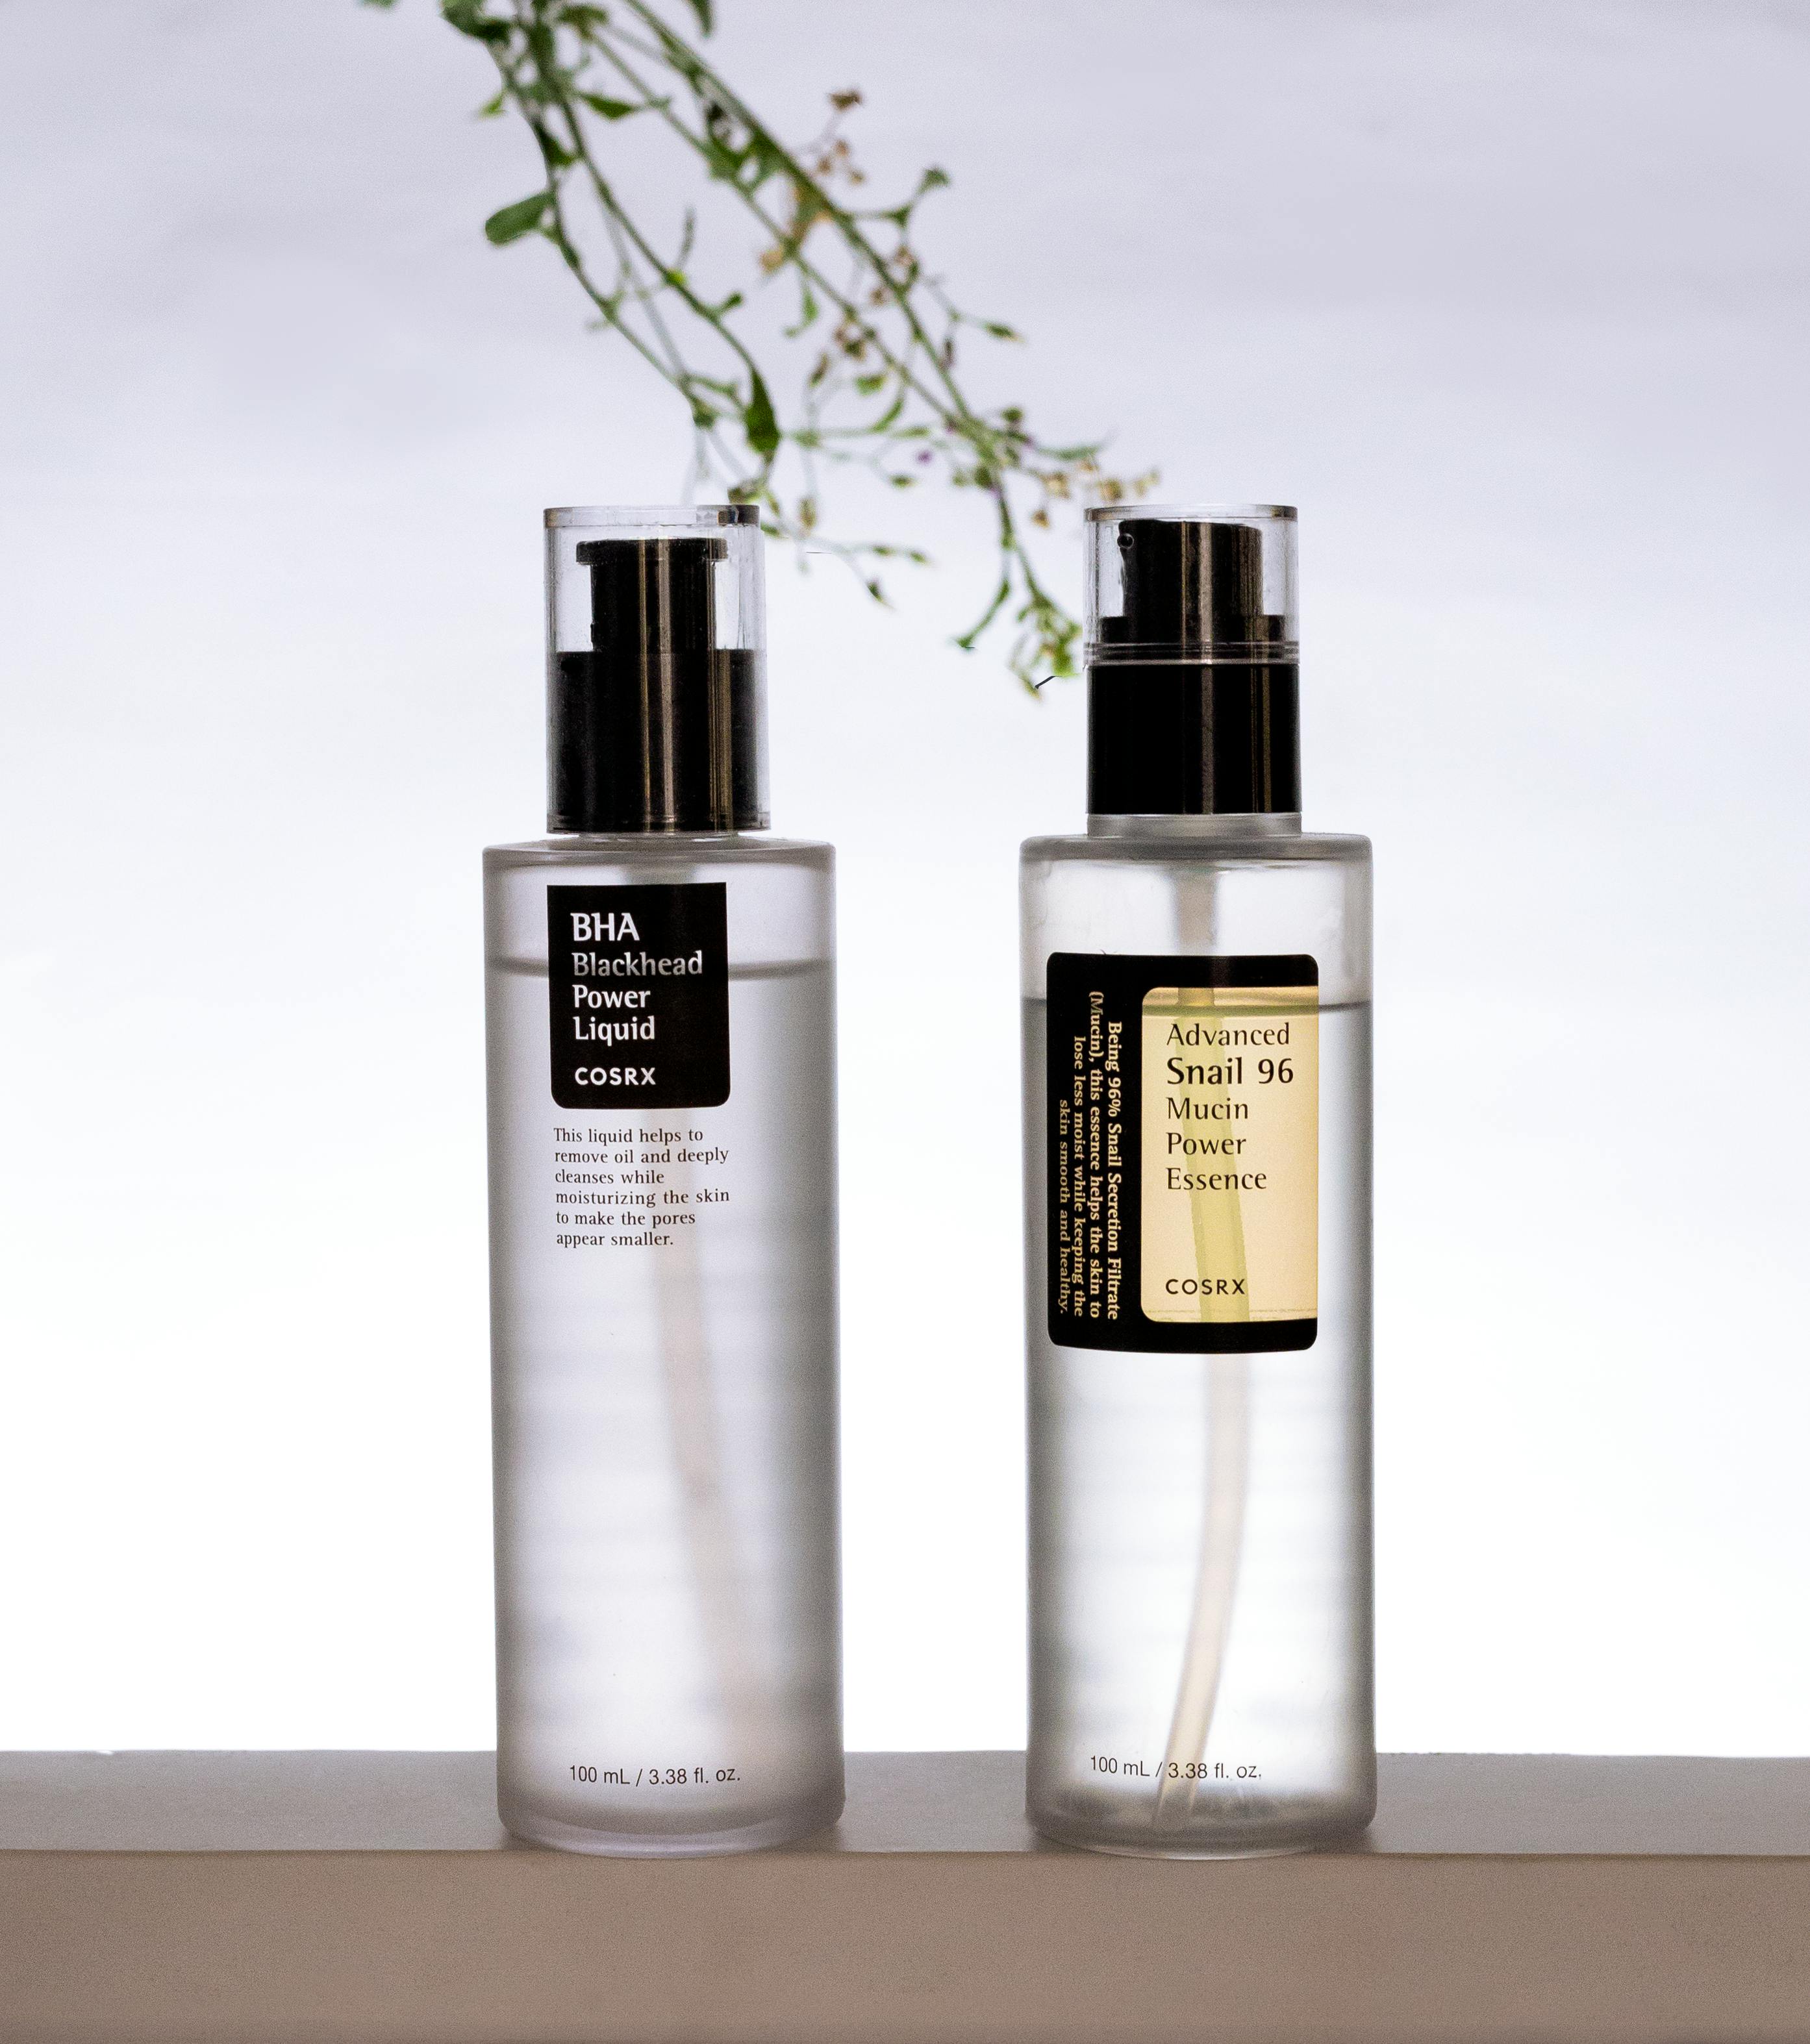 BHA
Blackhead
Power
Liquid
COSRX
This liquid helps to
remove oil and deeply
cleanses while
moisturizing the skin
to make the pores
appear smaller.
100 mL / 3.38 fl. oz.
Being 96% Snail Secretion Filtrate
(Mucin), this essence helps the skin to
lose less moist while keeping the
skin smooth and healthy.
Advanced
Snail 96
Mucin
Power
Essence
COSRX
100 mL / 3.38 fl. oz.